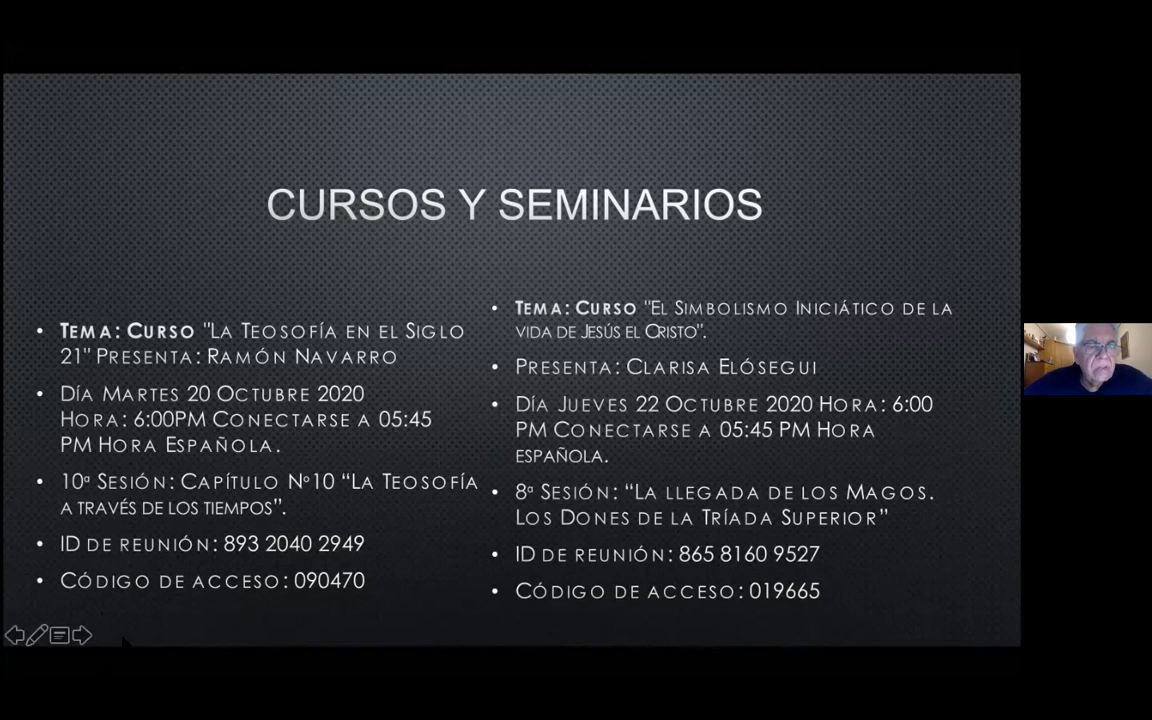 CURSOS Y SEMINARIOS
• TEMA: CURSO "LA TEOSOFÍA EN EL SIGLO
21" PRESENTA: RAMÓN NAVARRO
• DÍA MARTES 20 OCTUBRE 2020
HORA: 6:00PM CONECTARSE A 05:45
PM HORA ESPAÑOLA.
• 10ª SESIÓN: CAPÍTULO Nº10 “LA TEOSOFÍA
A TRAVÉS DE LOS TIEMPOS”.
• ID DE REUNIÓN: 893 2040 2949
• CÓDIGO DE ACCESO: 090470
• TEMA: CURSO "EL SIMBOLISMO INICIÁTICO DE LA
VIDA DE JESÚS EL CRISTO".
• PRESENTA: CLARISA ELÓSEGUI
• DÍA JUEVES 22 OCTUBRE 2020 HORA: 6:00
PM CONECTARSE A 05:45 PM HORA
ESPAÑOLA.
• 8ª SESIÓN: “LA LLEGADA DE LOS MAGOS.
LOS DONES DE LA TRÍADA SUPERIOR”
• ID DE REUNIÓN: 865 8160 9527
• CÓDIGO DE ACCESO: 019665